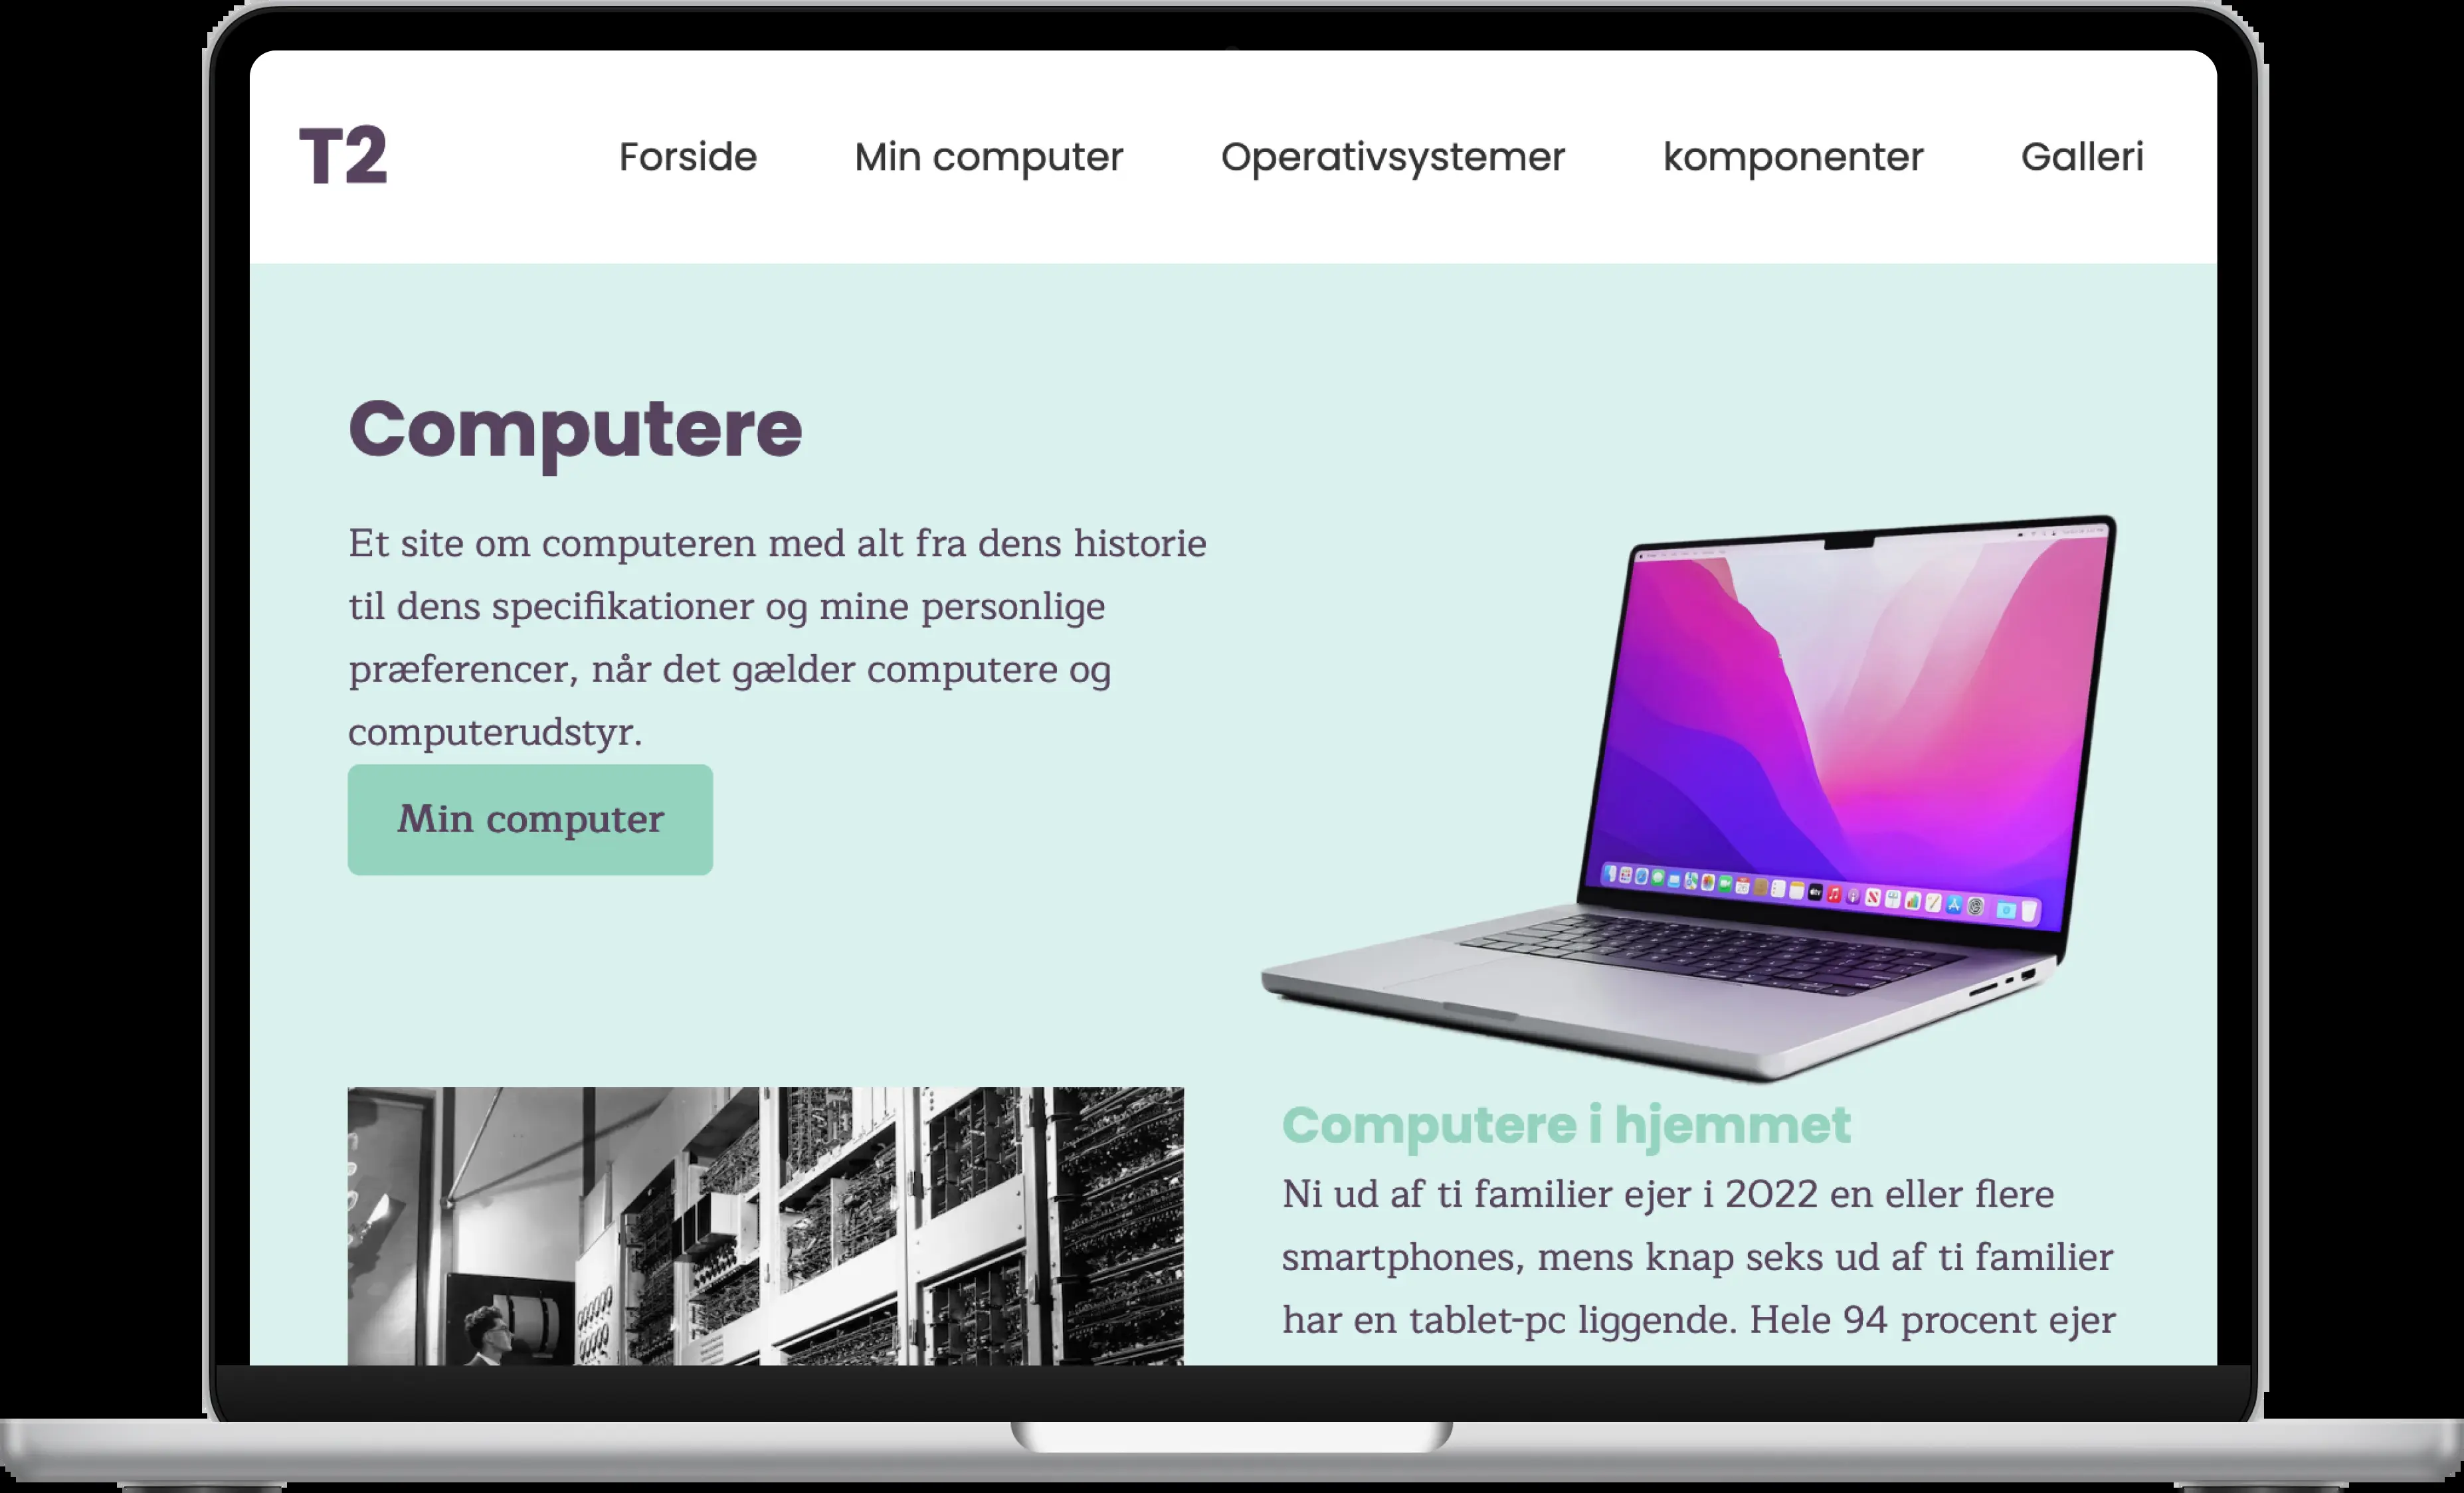 T2
Forside
Min computer
Operativsystemer
komponenter
Galleri
Computere
Et site om computeren med alt fra dens historie
til dens specifikationer og mine personlige
præferencer, når det gælder computere og
computerudstyr.
Min computer
Computere i hjemmet
Ni ud af ti familier ejer i 2022 en eller flere
smartphones, mens knap seks ud af ti familier
har en tablet-pc liggende. Hele 94 procent ejer